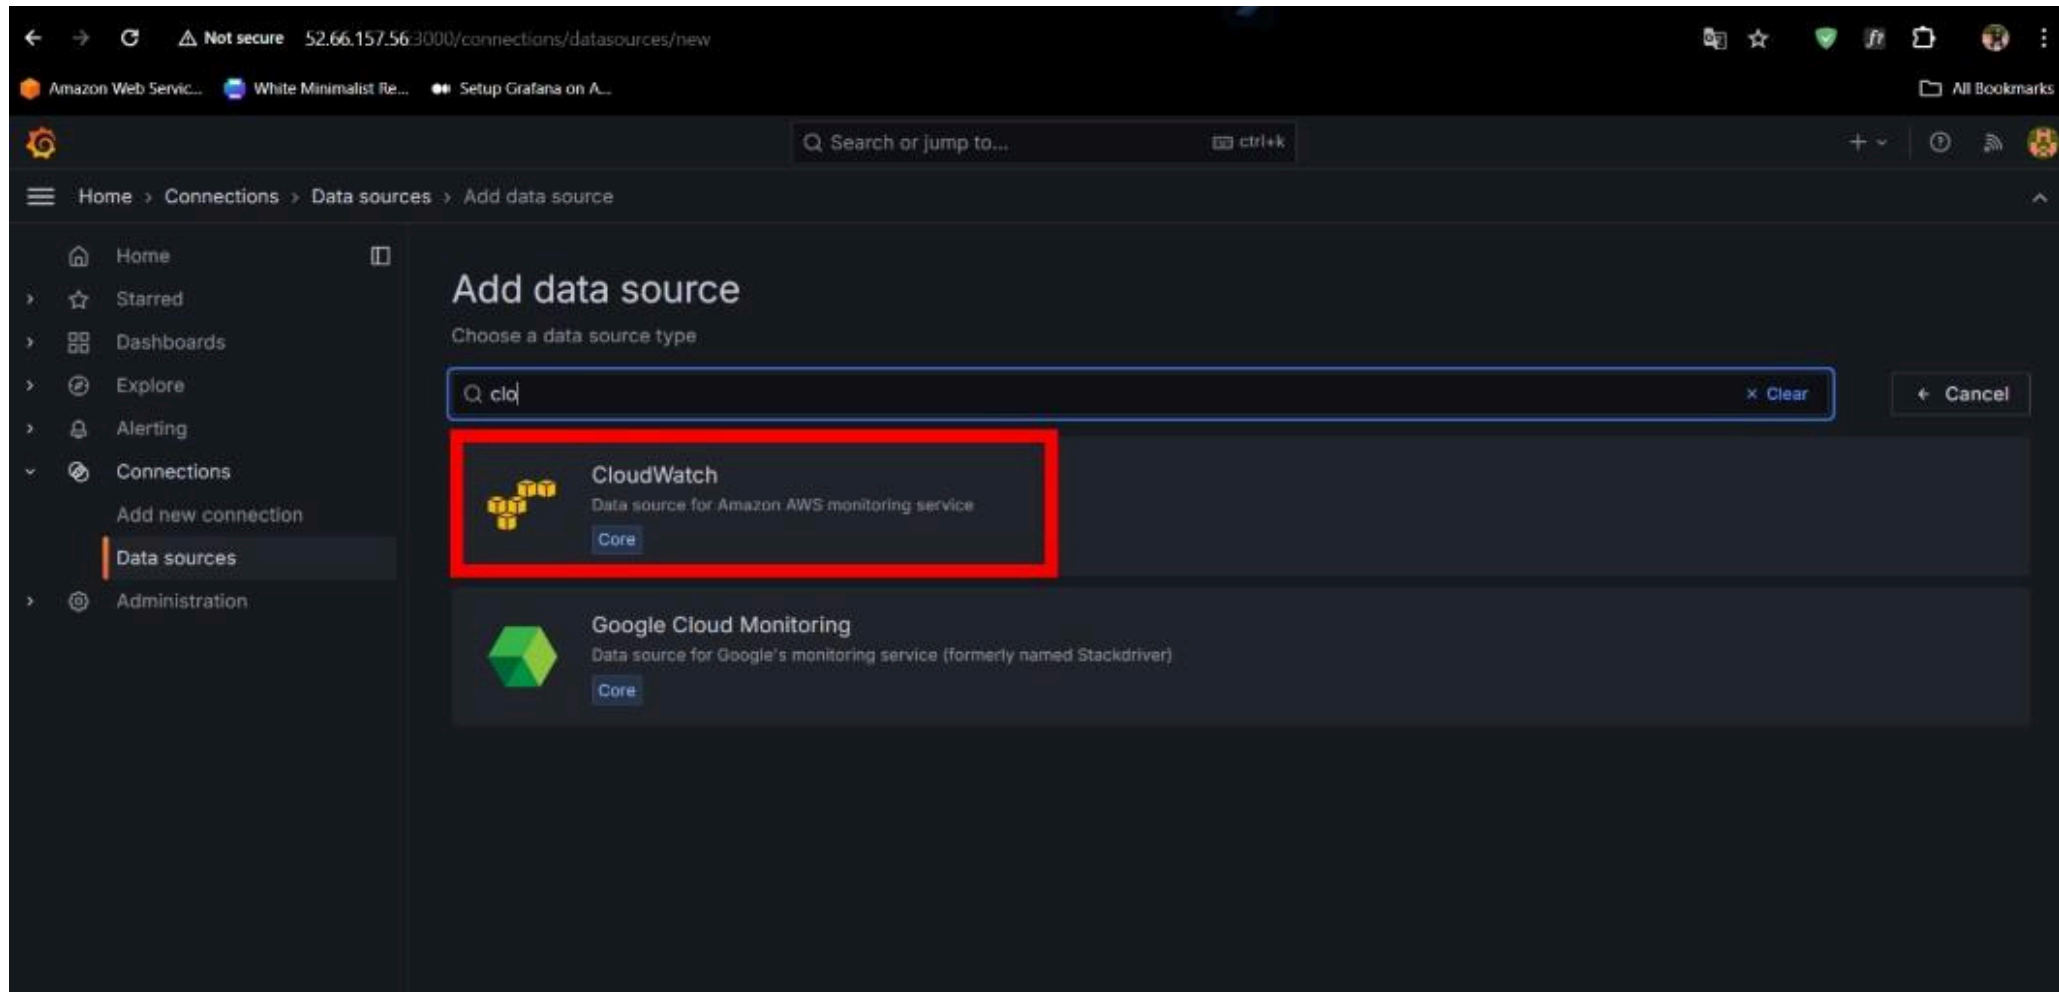 Not secure 52.66.157.56:3000/connections/datasources/new
Amazon Web Servic... White Minimalist Re... Setup Grafana on A... All Bookmarks
Search or jump to... ctrl+k
Home › Connections › Data sources › Add data source
Home
Starred
Dashboards
Explore
Alerting
Connections
Add new connection
Data sources
Administration
Add data source
Choose a data source type
clo × Clear
Cancel
CloudWatch
Data source for Amazon AWS monitoring service
Core
Google Cloud Monitoring
Data source for Google's monitoring service (formerly named Stackdriver)
Core